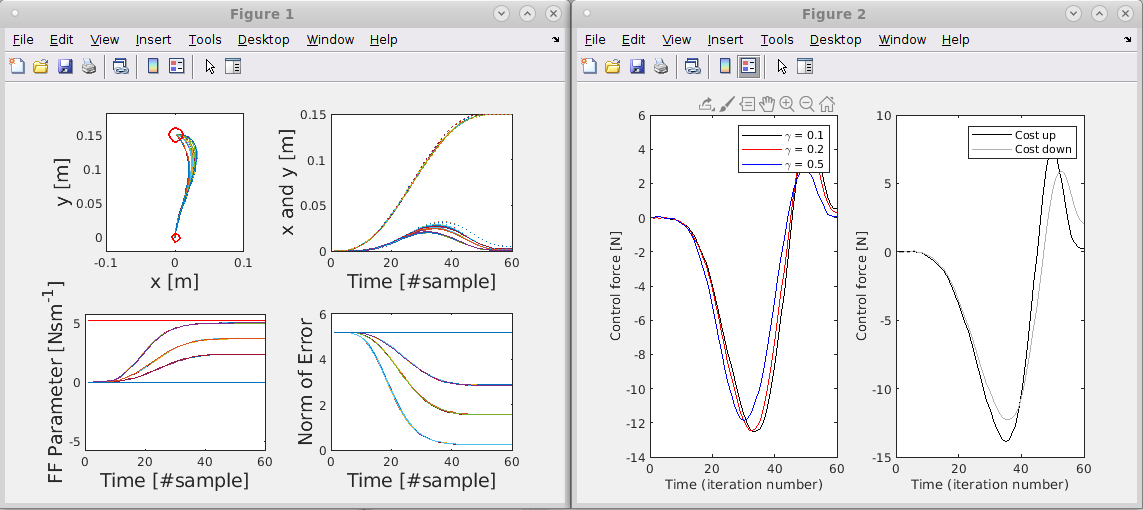 Figure 1
File Edit View Insert Tools Desktop Window Help
0.15
0.1
0.05
0
y [m]
-0.1 0 0.1
x [m]
0.15
0.1
0.05
0
x and y [m]
0 20 40 60
Time [#sample]
5
0
-5
FF Parameter [Nsm-1]
0 20 40 60
Time [#sample]
6
4
2
0
Norm of Error
0 20 40 60
Time [#sample]
Figure 2
File Edit View Insert Tools Desktop Window Help
6
4
2
0
-2
-4
-6
-8
-10
-12
-14
Control force [N]
γ = 0.1
γ = 0.2
γ = 0.5
0 20 40 60
Time (iteration number)
10
5
0
-5
-10
-15
Control force [N]
Cost up
Cost down
0 20 40 60
Time (iteration number)